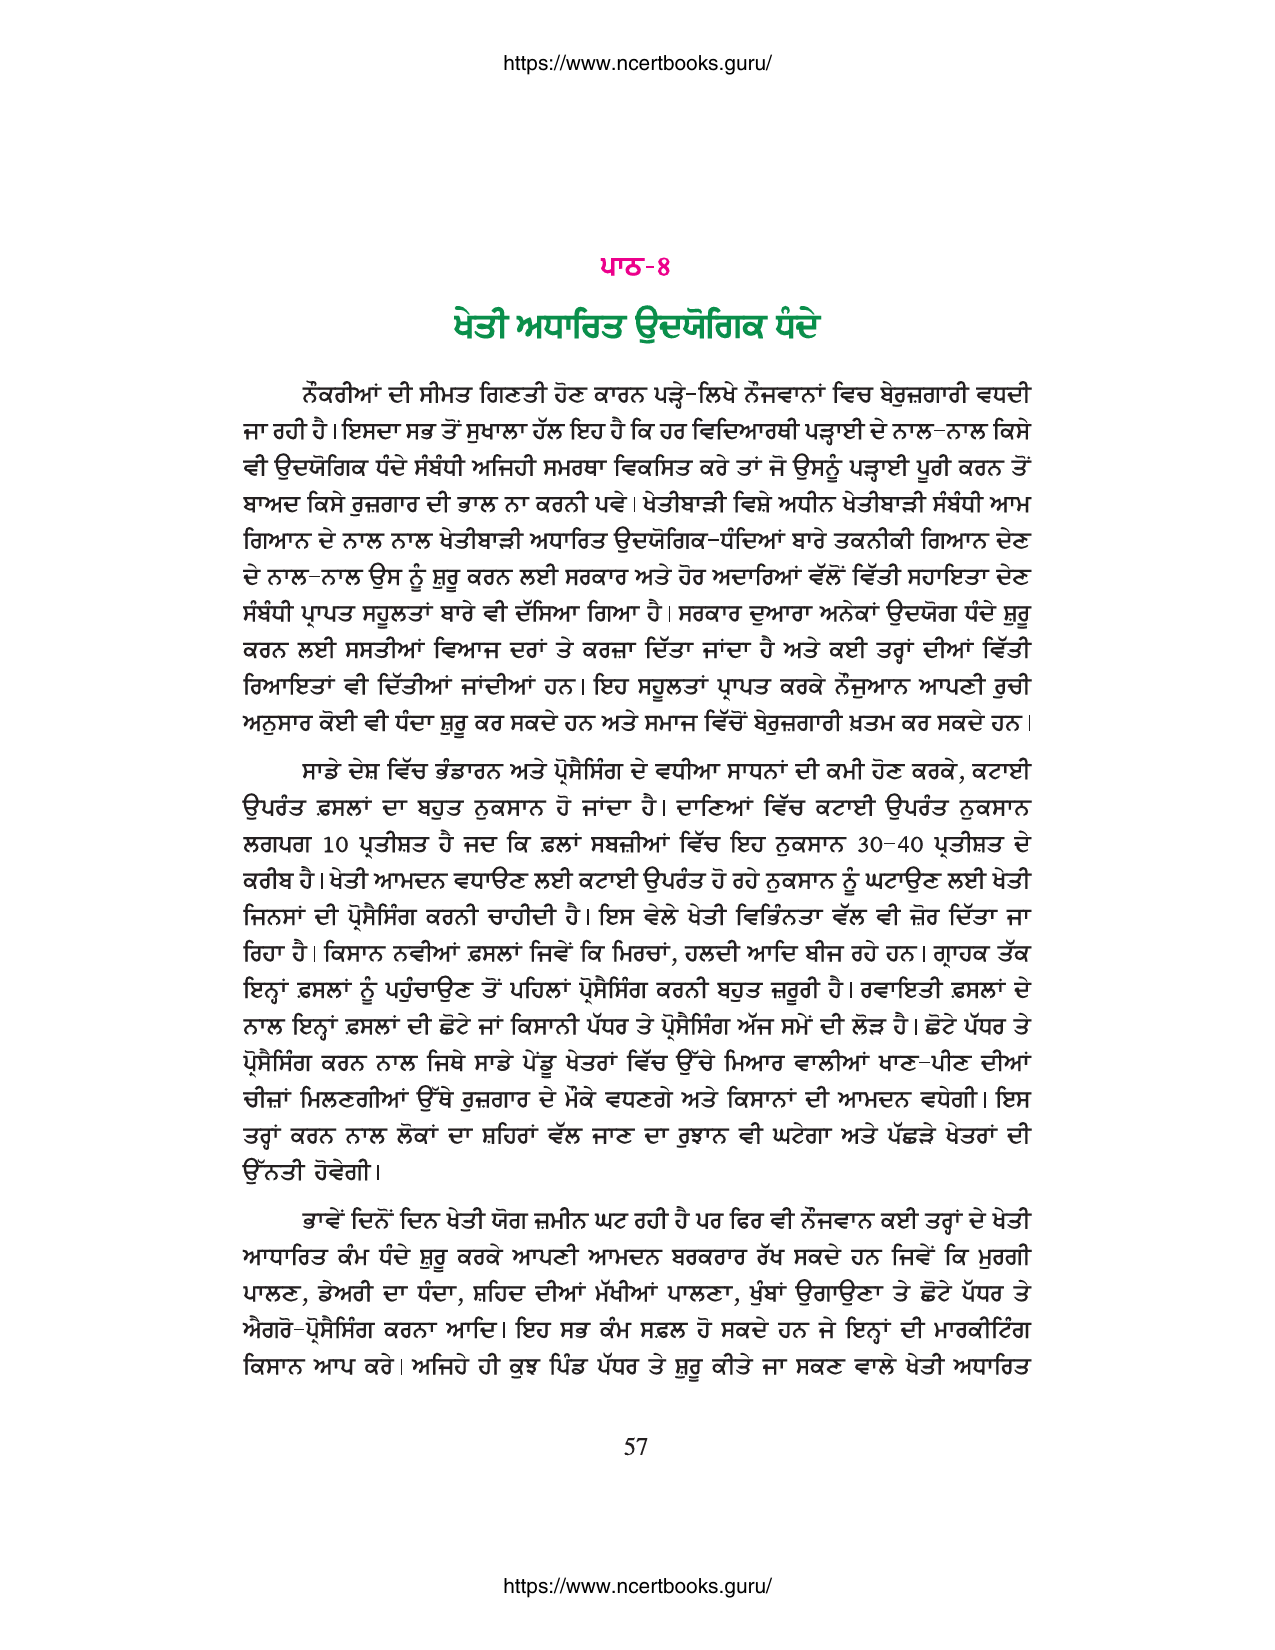 https://www.ncertbooks.guru/
ਪਾਠ-8
ਖੇਤੀ ਅਧਾਰਿਤ ਉਦਯੋਗਿਕ ਧੰਦੇ
ਨੌਕਰੀਆਂ ਦੀ ਸੀਮਤ ਗਿਣਤੀ ਹੋਣ ਕਾਰਨ ਪੜ੍ਹੇ-ਲਿਖੇ ਨੌਜਵਾਨਾਂ ਵਿਚ ਬੇਰੁਜ਼ਗਾਰੀ ਵਧਦੀ
ਜਾ ਰਹੀ ਹੈ। ਇਸਦਾ ਸਭ ਤੋਂ ਸੁਖਾਲਾ ਹੱਲ ਇਹ ਹੈ ਕਿ ਹਰ ਵਿਦਿਆਰਥੀ ਪੜ੍ਹਾਈ ਦੇ ਨਾਲ-ਨਾਲ ਕਿਸੇ
ਵੀ ਉਦਯੋਗਿਕ ਧੰਦੇ ਸੰਬੰਧੀ ਅਜਿਹੀ ਸਮਰਥਾ ਵਿਕਸਿਤ ਕਰੇ ਤਾਂ ਜੋ ਉਸਨੂੰ ਪੜ੍ਹਾਈ ਪੂਰੀ ਕਰਨ ਤੋਂ
ਬਾਅਦ ਕਿਸੇ ਰੁਜ਼ਗਾਰ ਦੀ ਭਾਲ ਨਾ ਕਰਨੀ ਪਵੇ। ਖੇਤੀਬਾੜੀ ਵਿਸ਼ੇ ਅਧੀਨ ਖੇਤੀਬਾੜੀ ਸੰਬੰਧੀ ਆਮ
ਗਿਆਨ ਦੇ ਨਾਲ ਨਾਲ ਖੇਤੀਬਾੜੀ ਅਧਾਰਿਤ ਉਦਯੋਗਿਕ-ਧੰਦਿਆਂ ਬਾਰੇ ਤਕਨੀਕੀ ਗਿਆਨ ਦੇਣ
ਦੇ ਨਾਲ-ਨਾਲ ਉਸ ਨੂੰ ਸ਼ੁਰੂ ਕਰਨ ਲਈ ਸਰਕਾਰ ਅਤੇ ਹੋਰ ਅਦਾਰਿਆਂ ਵੱਲੋਂ ਵਿੱਤੀ ਸਹਾਇਤਾ ਦੇਣ
ਸੰਬੰਧੀ ਪ੍ਰਾਪਤ ਸਹੂਲਤਾਂ ਬਾਰੇ ਵੀ ਦੱਸਿਆ ਗਿਆ ਹੈ। ਸਰਕਾਰ ਦੁਆਰਾ ਅਨੇਕਾਂ ਉਦਯੋਗ ਧੰਦੇ ਸ਼ੁਰੂ
ਕਰਨ ਲਈ ਸਸਤੀਆਂ ਵਿਆਜ ਦਰਾਂ ਤੇ ਕਰਜ਼ਾ ਦਿੱਤਾ ਜਾਂਦਾ ਹੈ ਅਤੇ ਕਈ ਤਰ੍ਹਾਂ ਦੀਆਂ ਵਿੱਤੀ
ਰਿਆਇਤਾਂ ਵੀ ਦਿੱਤੀਆਂ ਜਾਂਦੀਆਂ ਹਨ। ਇਹ ਸਹੂਲਤਾਂ ਪ੍ਰਾਪਤ ਕਰਕੇ ਨੌਜੁਆਨ ਆਪਣੀ ਰੁਚੀ
ਅਨੁਸਾਰ ਕੋਈ ਵੀ ਧੰਦਾ ਸ਼ੁਰੂ ਕਰ ਸਕਦੇ ਹਨ ਅਤੇ ਸਮਾਜ ਵਿੱਚੋਂ ਬੇਰੁਜ਼ਗਾਰੀ ਖ਼ਤਮ ਕਰ ਸਕਦੇ ਹਨ।
ਸਾਡੇ ਦੇਸ਼ ਵਿੱਚ ਭੰਡਾਰਨ ਅਤੇ ਪ੍ਰੋਸੈਸਿੰਗ ਦੇ ਵਧੀਆ ਸਾਧਨਾਂ ਦੀ ਕਮੀ ਹੋਣ ਕਰਕੇ, ਕਟਾਈ
ਉਪਰੰਤ ਫ਼ਸਲਾਂ ਦਾ ਬਹੁਤ ਨੁਕਸਾਨ ਹੋ ਜਾਂਦਾ ਹੈ। ਦਾਣਿਆਂ ਵਿੱਚ ਕਟਾਈ ਉਪਰੰਤ ਨੁਕਸਾਨ
ਲਗਪਗ 10 ਪ੍ਰਤੀਸ਼ਤ ਹੈ ਜਦ ਕਿ ਫ਼ਲਾਂ ਸਬਜ਼ੀਆਂ ਵਿੱਚ ਇਹ ਨੁਕਸਾਨ 30-40 ਪ੍ਰਤੀਸ਼ਤ ਦੇ
ਕਰੀਬ ਹੈ। ਖੇਤੀ ਆਮਦਨ ਵਧਾੳਣ ਲਈ ਕਟਾਈ ਉਪਰੰਤ ਹੋ ਰਹੇ ਨੁਕਸਾਨ ਨੂੰ ਘਟਾਉਣ ਲਈ ਖੇਤੀ
ਜਿਨਸਾਂ ਦੀ ਪ੍ਰੋਸੈਸਿੰਗ ਕਰਨੀ ਚਾਹੀਦੀ ਹੈ। ਇਸ ਵੇਲੇ ਖੇਤੀ ਵਿਭਿੰਨਤਾ ਵੱਲ ਵੀ ਜ਼ੋਰ ਦਿੱਤਾ ਜਾ
ਰਿਹਾ ਹੈ। ਕਿਸਾਨ ਨਵੀਆਂ ਫ਼ਸਲਾਂ ਜਿਵੇਂ ਕਿ ਮਿਰਚਾਂ, ਹਲਦੀ ਆਦਿ ਬੀਜ ਰਹੇ ਹਨ। ਗ੍ਰਾਹਕ ਤੱਕ
ਇਨ੍ਹਾਂ ਫ਼ਸਲਾਂ ਨੂੰ ਪਹੁੰਚਾਉਣ ਤੋਂ ਪਹਿਲਾਂ ਪ੍ਰੋਸੈਸਿੰਗ ਕਰਨੀ ਬਹੁਤ ਜ਼ਰੂਰੀ ਹੈ। ਰਵਾਇਤੀ ਫ਼ਸਲਾਂ ਦੇ
ਨਾਲ ਇਨ੍ਹਾਂ ਫ਼ਸਲਾਂ ਦੀ ਛੋਟੇ ਜਾਂ ਕਿਸਾਨੀ ਪੱਧਰ ਤੇ ਪ੍ਰੋਸੈਸਿੰਗ ਅੱਜ ਸਮੇਂ ਦੀ ਲੋੜ ਹੈ। ਛੋਟੇ ਪੱਧਰ ਤੇ
ਪ੍ਰੋਸੈਸਿੰਗ ਕਰਨ ਨਾਲ ਜਿਥੇ ਸਾਡੇ ਪੇਂਡੂ ਖੇਤਰਾਂ ਵਿੱਚ ਉੱਚੇ ਮਿਆਰ ਵਾਲੀਆਂ ਖਾਣ-ਪੀਣ ਦੀਆਂ
ਚੀਜ਼ਾਂ ਮਿਲਣਗੀਆਂ ਉੱਥੇ ਰੁਜ਼ਗਾਰ ਦੇ ਮੌਕੇ ਵਧਣਗੇ ਅਤੇ ਕਿਸਾਨਾਂ ਦੀ ਆਮਦਨ ਵਧੇਗੀ। ਇਸ
ਤਰ੍ਹਾਂ ਕਰਨ ਨਾਲ ਲੋਕਾਂ ਦਾ ਸ਼ਹਿਰਾਂ ਵੱਲ ਜਾਣ ਦਾ ਰੁਝਾਨ ਵੀ ਘਟੇਗਾ ਅਤੇ ਪੱਛੜੇ ਖੇਤਰਾਂ ਦੀ
ਉੱਨਤੀ ਹੋਵੇਗੀ।
ਭਾਵੇਂ ਦਿਨੋਂ ਦਿਨ ਖੇਤੀ ਯੋਗ ਜ਼ਮੀਨ ਘਟ ਰਹੀ ਹੈ ਪਰ ਫਿਰ ਵੀ ਨੌਜਵਾਨ ਕਈ ਤਰ੍ਹਾਂ ਦੇ ਖੇਤੀ
ਆਧਾਰਿਤ ਕੰਮ ਧੰਦੇ ਸ਼ੁਰੂ ਕਰਕੇ ਆਪਣੀ ਆਮਦਨ ਬਰਕਰਾਰ ਰੱਖ ਸਕਦੇ ਹਨ ਜਿਵੇਂ ਕਿ ਮੁਰਗੀ
ਪਾਲਣ, ਡੇਅਰੀ ਦਾ ਧੰਦਾ, ਸ਼ਹਿਦ ਦੀਆਂ ਮੱਖੀਆਂ ਪਾਲਣਾ, ਖੁੰਬਾਂ ਉਗਾਉਣਾ ਤੇ ਛੋਟੇ ਪੱਧਰ ਤੇ
ਐਗਰੋ-ਪ੍ਰੋਸੈਸਿੰਗ ਕਰਨਾ ਆਦਿ। ਇਹ ਸਭ ਕੰਮ ਸਫ਼ਲ ਹੋ ਸਕਦੇ ਹਨ ਜੇ ਇਨ੍ਹਾਂ ਦੀ ਮਾਰਕੀਟਿੰਗ
ਕਿਸਾਨ ਆਪ ਕਰੇ। ਅਜਿਹੇ ਹੀ ਕੁਝ ਪਿੰਡ ਪੱਧਰ ਤੇ ਸ਼ੁਰੂ ਕੀਤੇ ਜਾ ਸਕਣ ਵਾਲੇ ਖੇਤੀ ਅਧਾਰਿਤ
57
https://www.ncertbooks.guru/